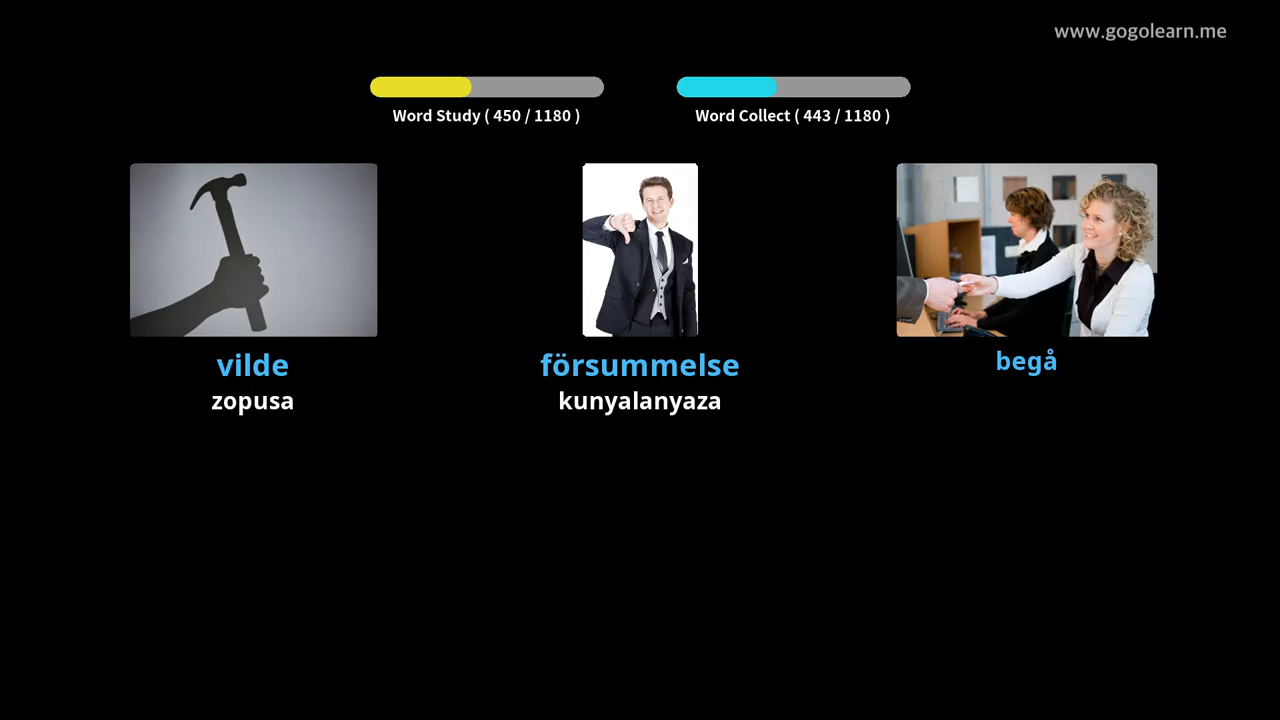 www.gogolearn.me
Word Study ( 450 / 1180 )
Word Collect ( 443 / 1180 )
vilde
zopusa
försummelse
kunyalanyaza
begå